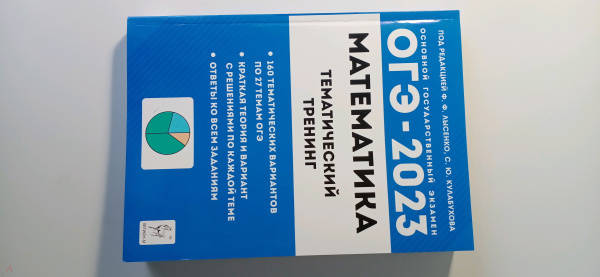 ПОД РЕДАКЦИЕЙ Ф. Ф. ЛЫСЕНКО, С. Ю. КУЛАБУХОВА
ОСНОВНОЙ ГОСУДАРСТВЕННЫЙ ЭКЗАМЕН
ОГЭ-2023
МАТЕМАТИКА
ТЕМАТИЧЕСКИЙ
ТРЕНИНГ
• 160 ТЕМАТИЧЕСКИХ ВАРИАНТОВ
ПО 27 ТЕМАМ ОГЭ
• КРАТКАЯ ТЕОРИЯ И ВАРИАНТ
С РЕШЕНИЯМИ ПО КАЖДОЙ ТЕМЕ
• ОТВЕТЫ КО ВСЕМ ЗАДАНИЯМ